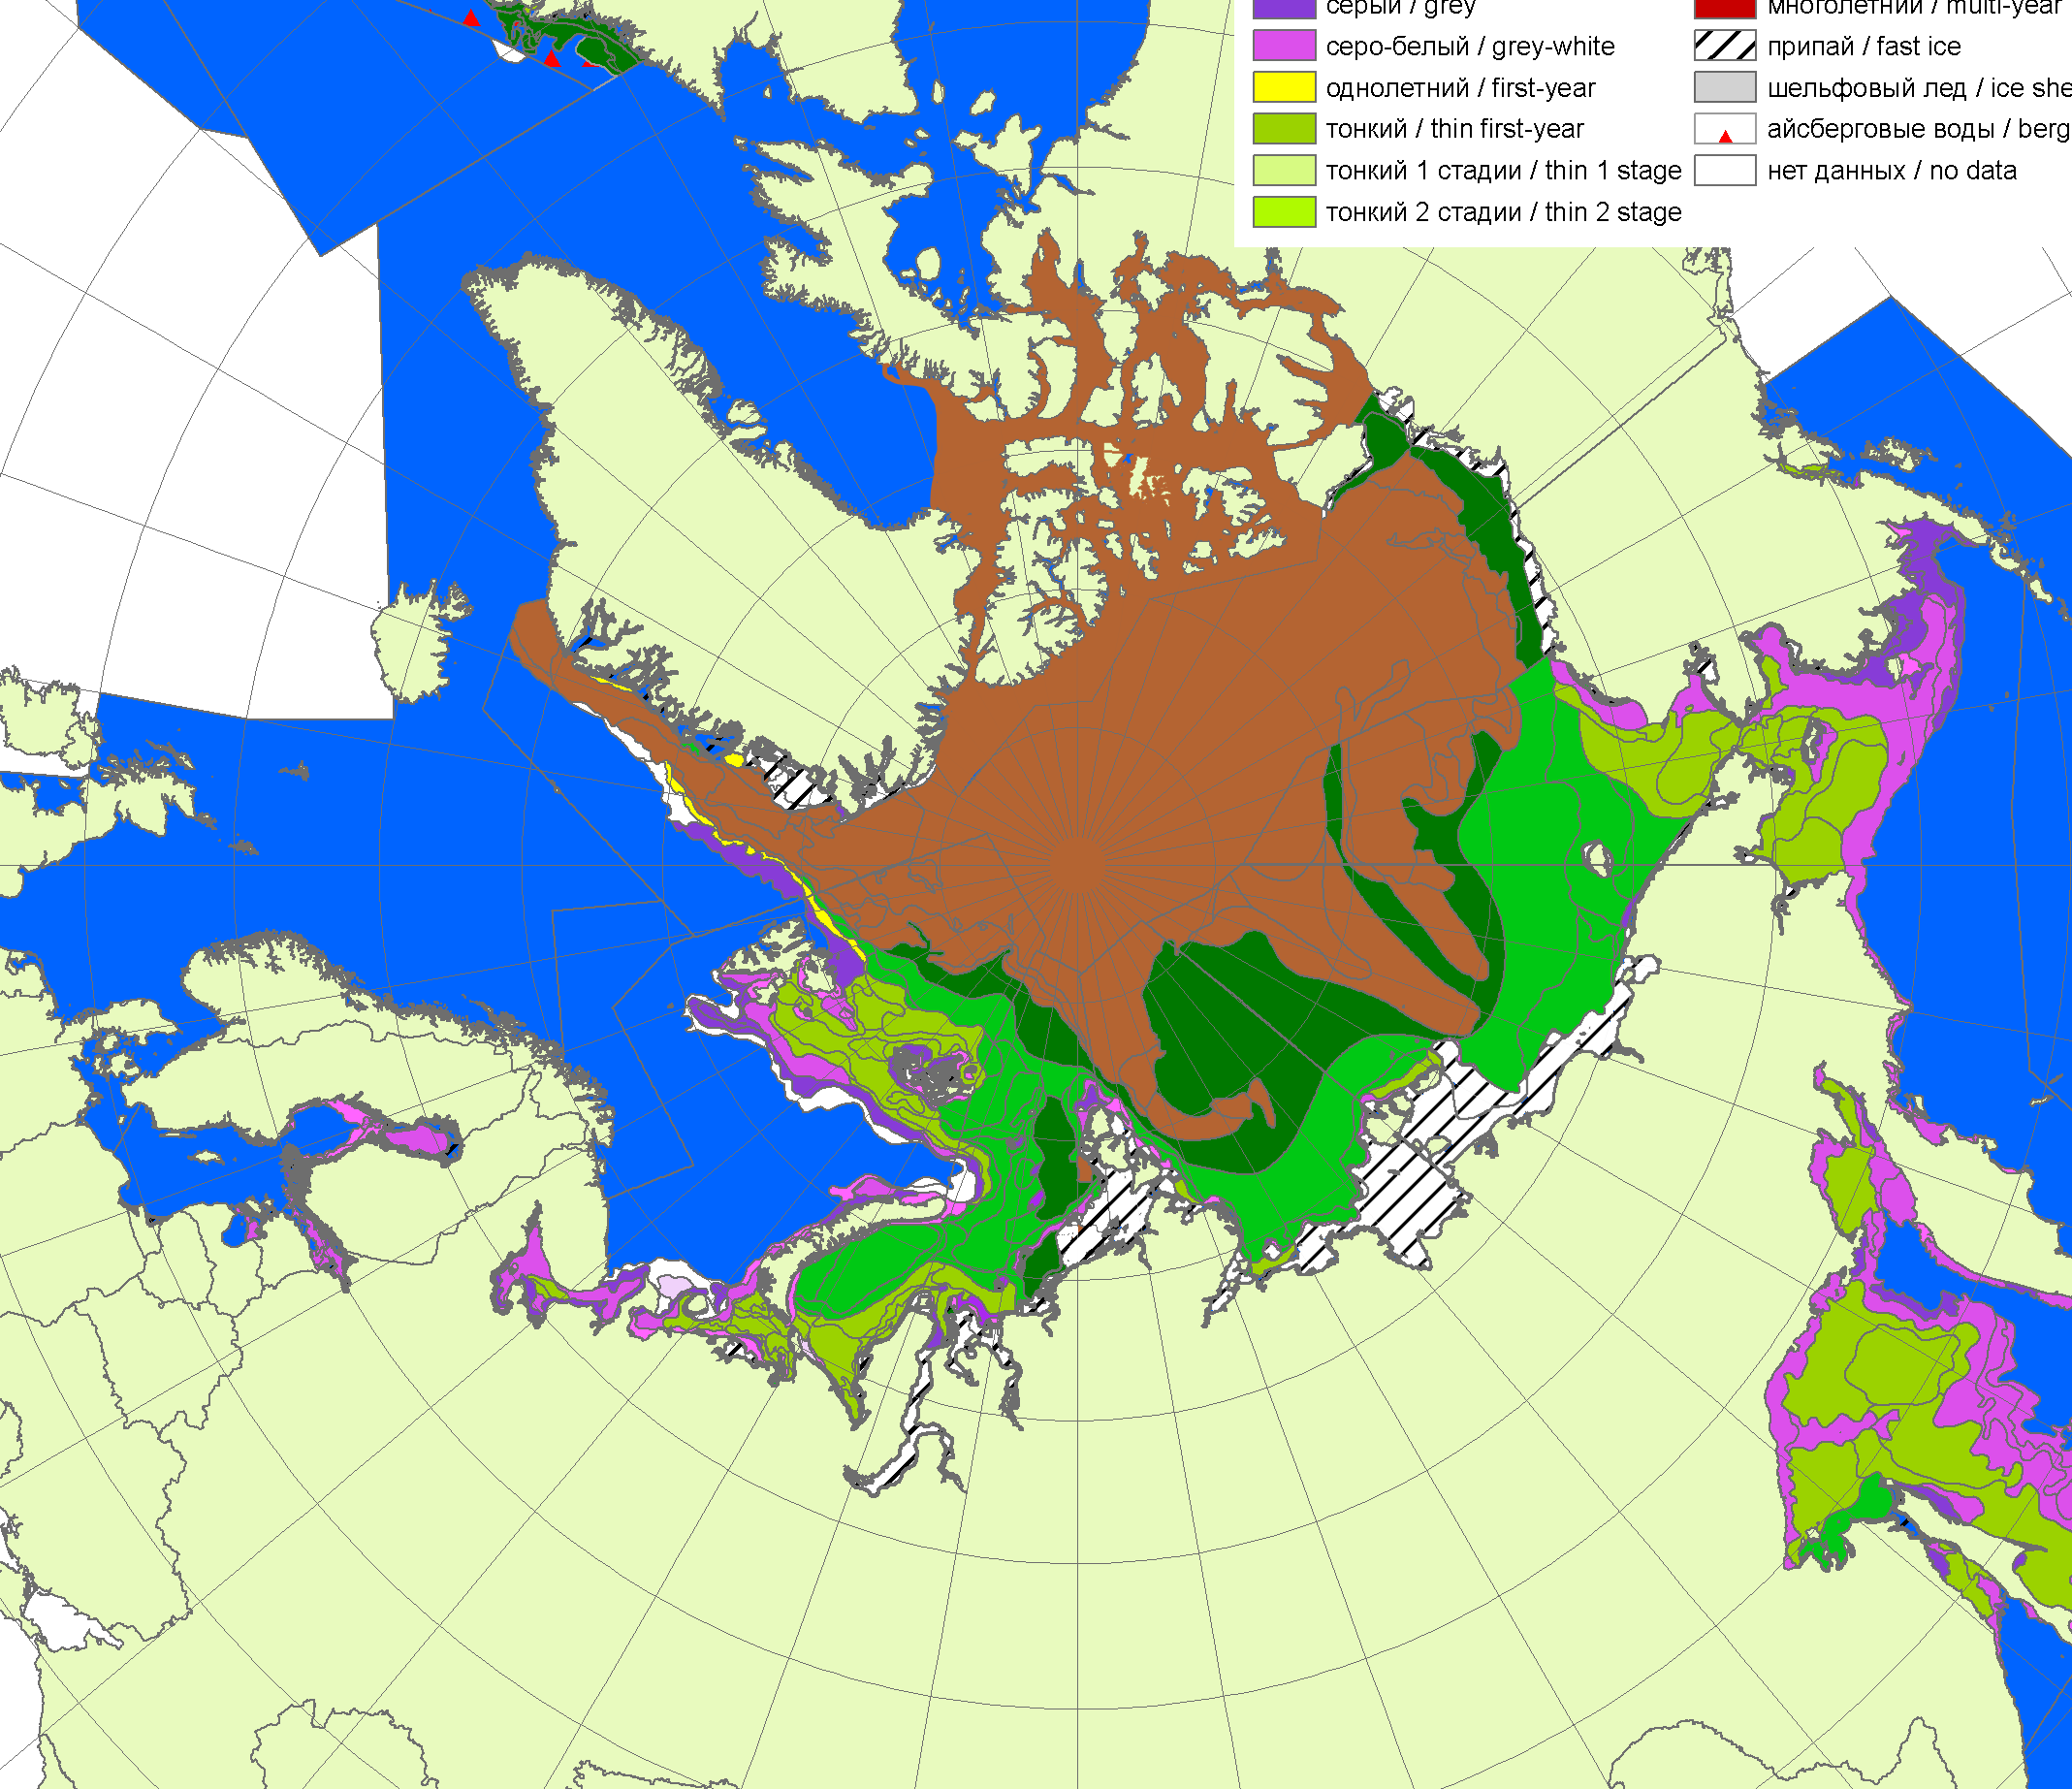 серый / grey
серо-белый / grey-white
однолетний / first-year
тонкий / thin first-year
тонкий 1 стадии / thin 1 stage
тонкий 2 стадии / thin 2 stage
многолетний / multi-year
припай / fast ice
шельфовый лед / ice she
айсберговые воды / berg
нет данных / no data